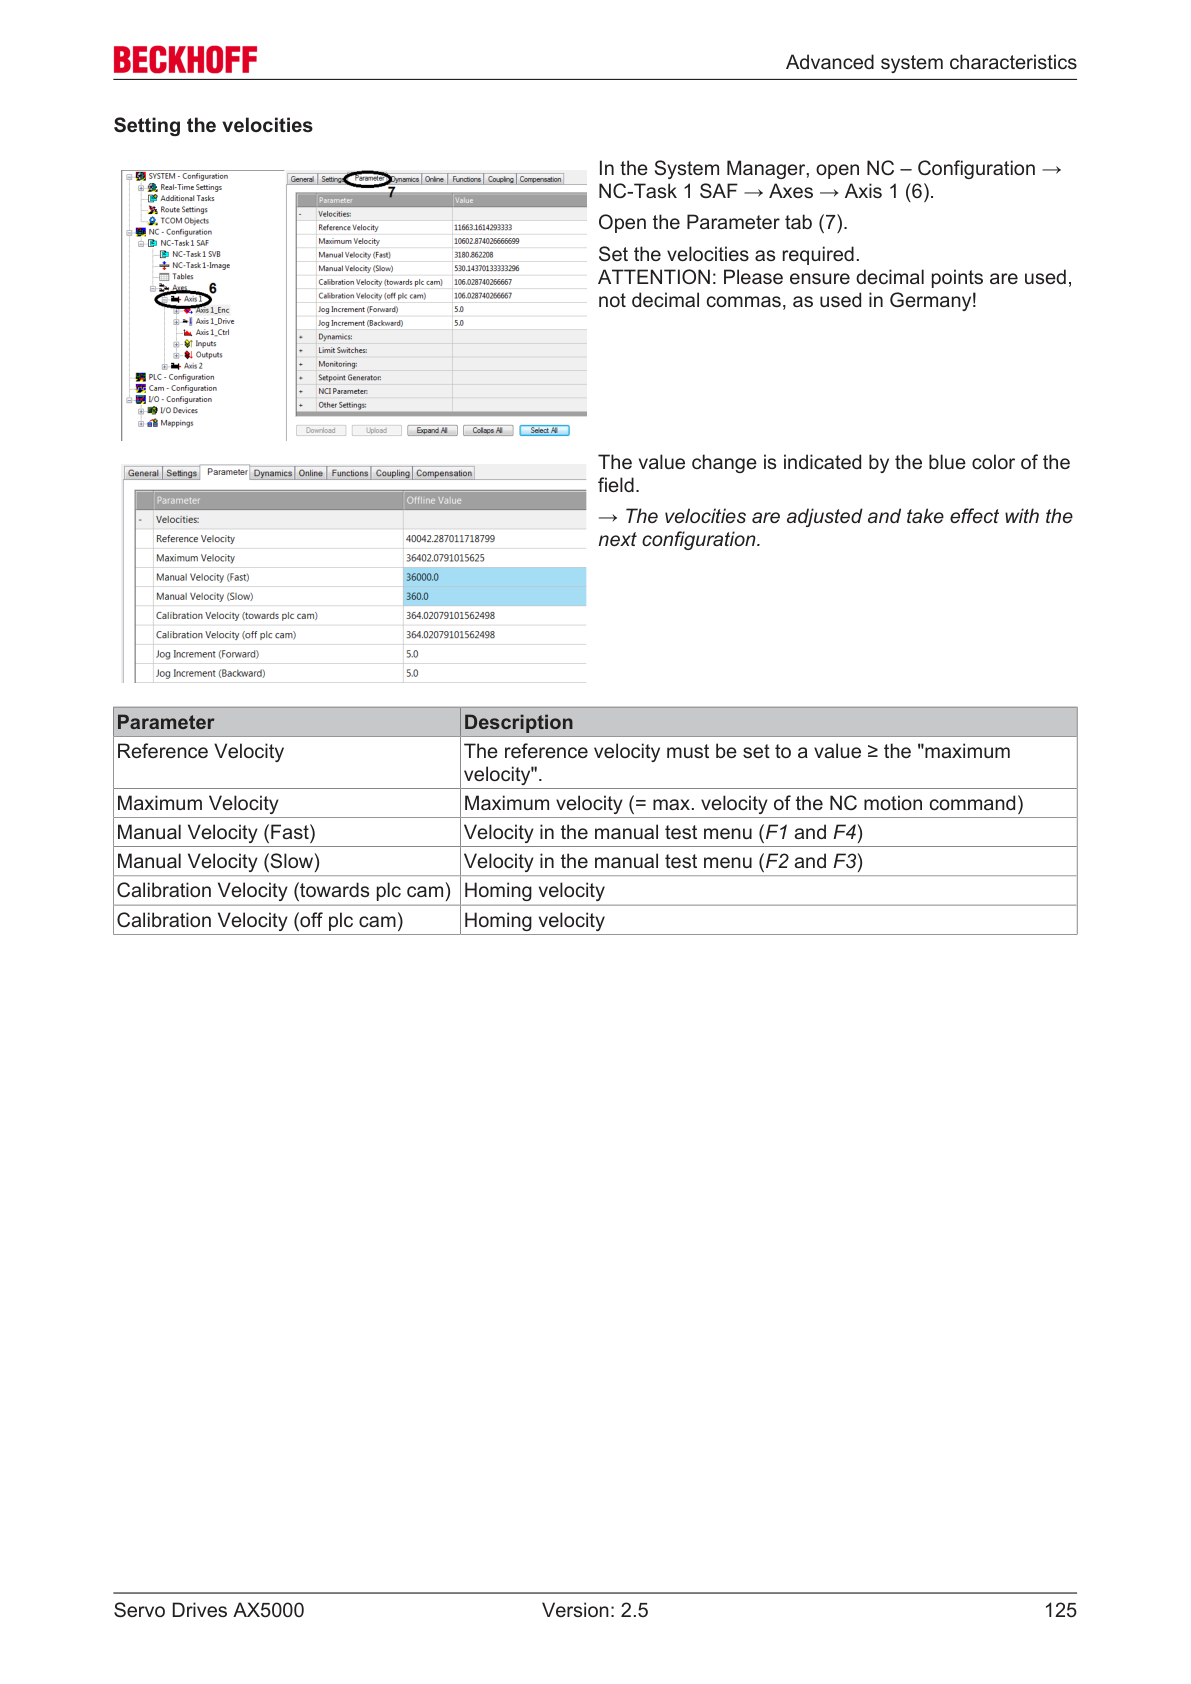 BECKHOFF
Advanced system characteristics
Setting the velocities
SYSTEM - Configuration
Real-Time Settings
Additional Tasks
Route Settings
TCOM Objects
NC - Configuration
NC-Task 1 SAF
NC-Task 1 SVB
NC-Task 1-Image
Tables
Axes
6
Axis 1
Axis 1_Enc
Axis 1_Drive
Axis 1_Ctrl
Inputs
Outputs
Axis 2
PLC - Configuration
Cam - Configuration
I/O - Configuration
I/O Devices
Mappings
General Settings Parameter Dynamics Online Functions Coupling Compensation
7
Parameter Value
- Velocities:
Reference Velocity 11663.1614293333
Maximum Velocity 10602.874026666699
Manual Velocity (Fast) 3180.862208
Manual Velocity (Slow) 530.14370133333296
Calibration Velocity (towards plc cam) 106.028740266667
Calibration Velocity (off plc cam) 106.028740266667
Jog Increment (Forward) 5.0
Jog Increment (Backward) 5.0
+ Dynamics:
+ Limit Switches:
+ Monitoring:
+ Setpoint Generator:
+ NCI Parameter:
+ Other Settings:
Download Upload Expand All Collaps All Select All
In the System Manager, open NC – Configuration →
NC-Task 1 SAF → Axes → Axis 1 (6).
Open the Parameter tab (7).
Set the velocities as required.
ATTENTION: Please ensure decimal points are used,
not decimal commas, as used in Germany!
General Settings Parameter Dynamics Online Functions Coupling Compensation
Parameter Offline Value
- Velocities:
Reference Velocity 40042.287011718799
Maximum Velocity 36402.0791015625
Manual Velocity (Fast) 36000.0
Manual Velocity (Slow) 360.0
Calibration Velocity (towards plc cam) 364.02079101562498
Calibration Velocity (off plc cam) 364.02079101562498
Jog Increment (Forward) 5.0
Jog Increment (Backward) 5.0
The value change is indicated by the blue color of the
field.
→ The velocities are adjusted and take effect with the
next configuration.
Parameter Description
Reference Velocity The reference velocity must be set to a value ≥ the "maximum
velocity".
Maximum Velocity Maximum velocity (= max. velocity of the NC motion command)
Manual Velocity (Fast) Velocity in the manual test menu (F1 and F4)
Manual Velocity (Slow) Velocity in the manual test menu (F2 and F3)
Calibration Velocity (towards plc cam) Homing velocity
Calibration Velocity (off plc cam) Homing velocity
Servo Drives AX5000 Version: 2.5 125